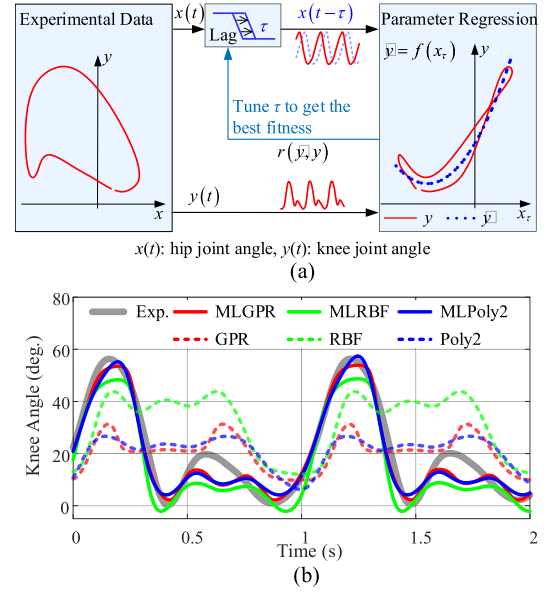 Experimental Data
x(t)
Lag
τ
x(t-τ)
Parameter Regression
y = f(xτ)
y
y
x
Tune τ to get the
best fitness
r(y, y)
y(t)
x
y
y
xτ
x(t): hip joint angle, y(t): knee joint angle
(a)
80
60
40
20
0
Knee Angle (deg.)
Exp.
MLGPR
MLRBF
MLPoly2
GPR
RBF
Poly2
0
0.5
1
1.5
2
Time (s)
(b)